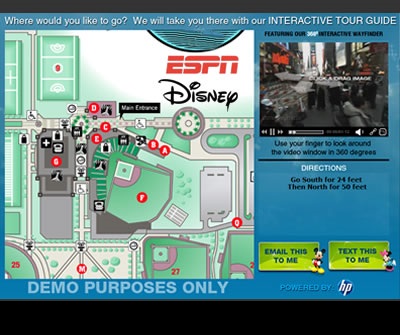 Where would you like to go? We will take you there with our INTERACTIVE TOUR GUIDE
FEATURING OUR 360° INTERACTIVE WAYFINDER
9
ESPN
Disney
D
Main Entrance
C
E
B
A
G
F
Q
M
25
27
CLICK & DRAG IMAGE
Use your finger to look around
the video window in 360 degrees
DIRECTIONS
Go South for 24 feet
Then North for 50 feet
EMAIL THIS
TO ME
TEXT THIS
TO ME
DEMO PURPOSES ONLY
POWERED BY: hp